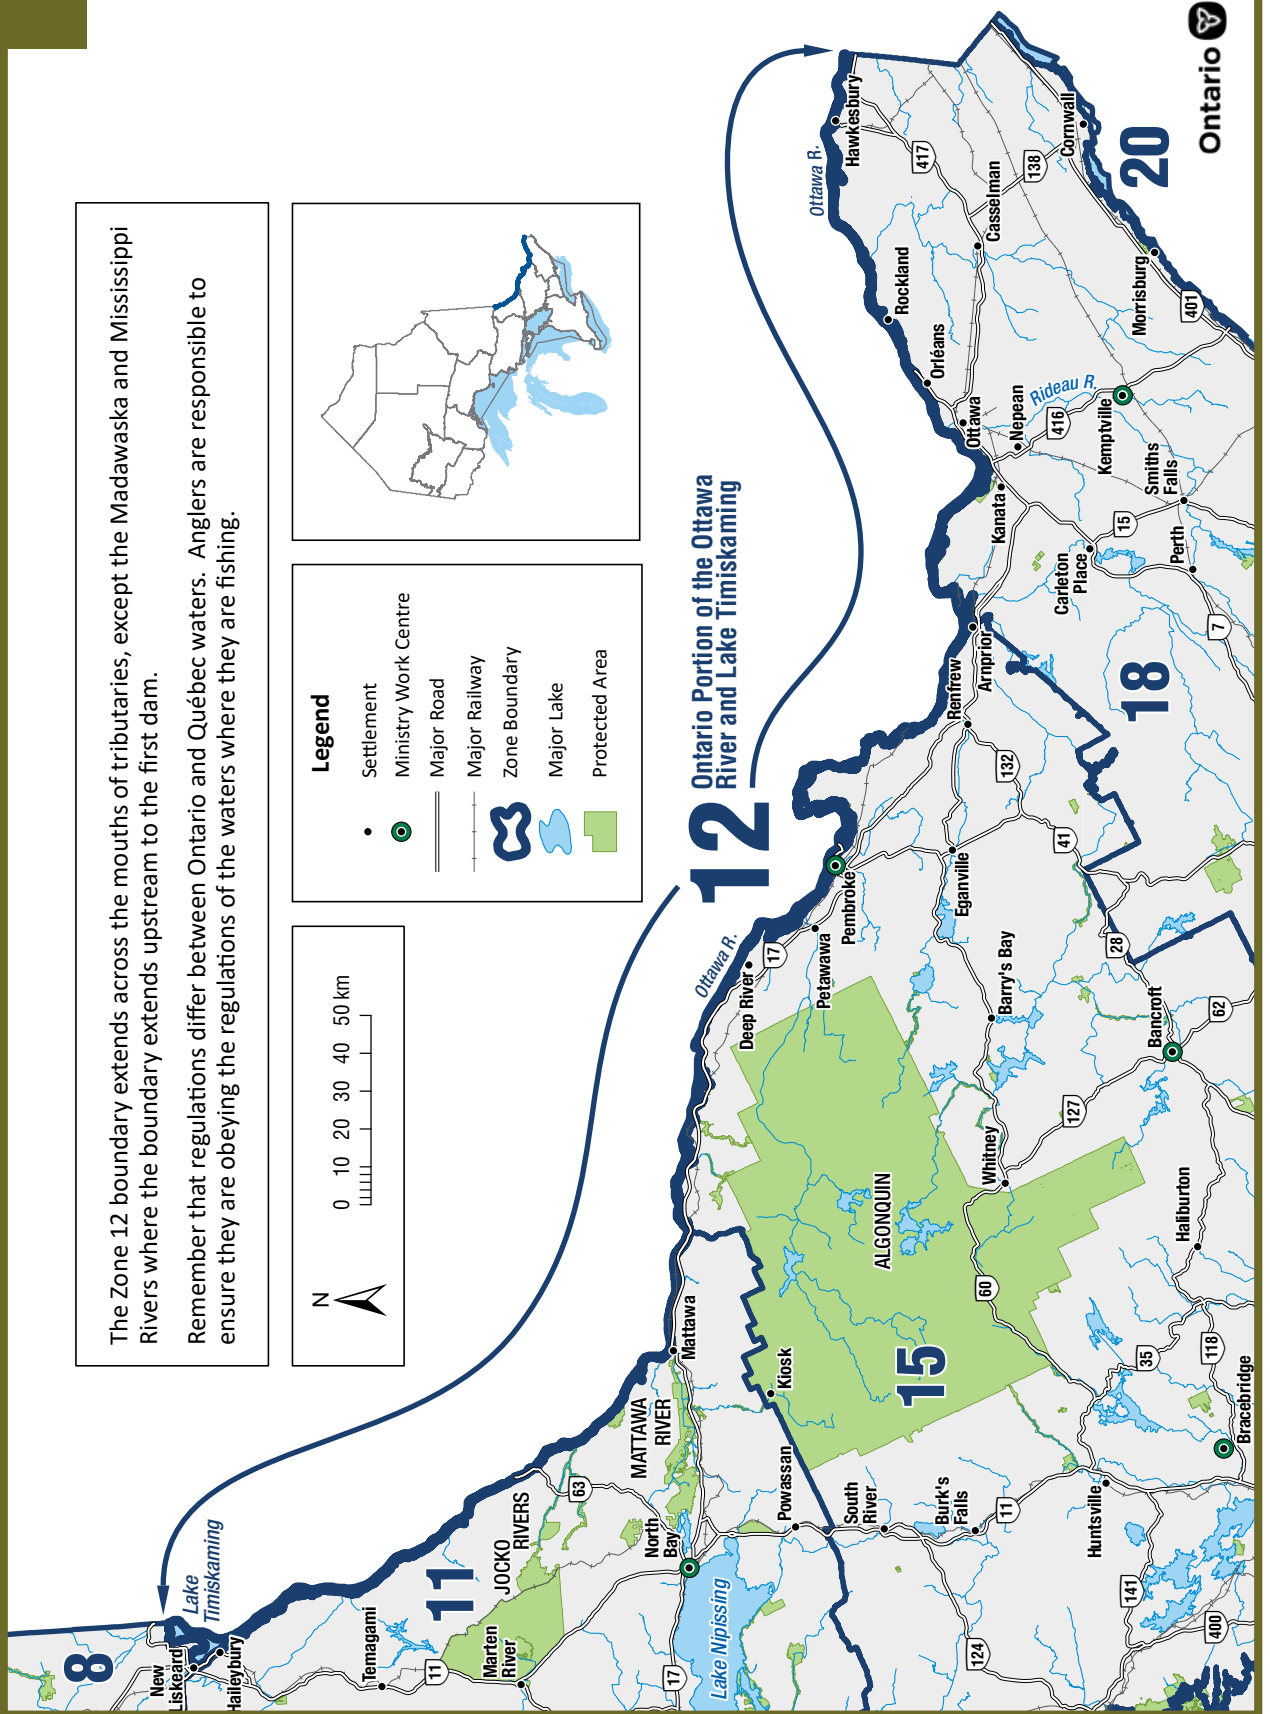 The Zone 12 boundary extends across the mouths of tributaries, except the Madawaska and Mississippi
Rivers where the boundary extends upstream to the first dam.
Remember that regulations differ between Ontario and Québec waters. Anglers are responsible to
ensure they are obeying the regulations of the waters where they are fishing.
N
0 10 20 30 40 50 km
Legend
Settlement
Ministry Work Centre
Major Road
Major Railway
Zone Boundary
Major Lake
Protected Area
12
Ontario Portion of the Ottawa
River and Lake Timiskaming
8
Lake
Timiskaming
New
Liskeard
Haileybury
Temagami
11
11
JOCKO
RIVERS
Marten
River
63
MATTAWA
RIVER
Mattawa
North
Bay
17
Lake Nipissing
Powassan
Kiosk
South
River
Burk's
Falls
11
124
Huntsville
141
400
Bracebridge
118
35
15
60
ALGONQUIN
Whitney
127
Haliburton
Bancroft
62
28
Barry's Bay
Ottawa R.
Deep River
17
Petawawa
Pembroke
Eganville
41
132
Renfrew
Arnprior
18
7
Perth
Carleton
Place
15
Smiths
Falls
Kanata
Nepean
Ottawa
416
Rideau R.
Kemptville
Orléans
Rockland
Ottawa R.
Hawkesbury
417
Casselman
138
Cornwall
Morrisburg
401
20
Ontario